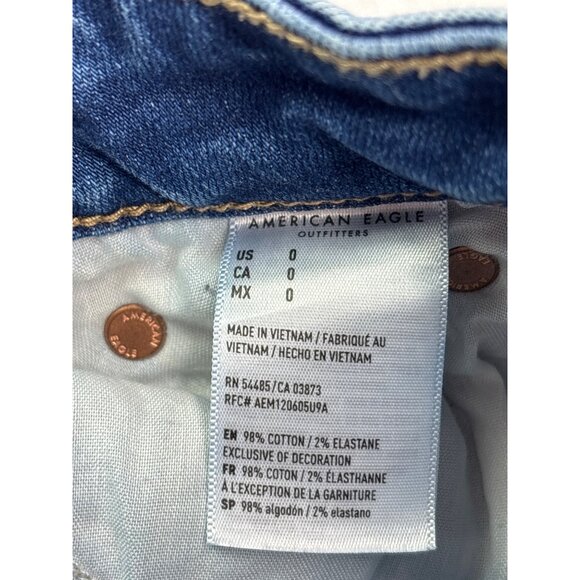 AMERICAN EAGLE
OUTFITTERS
US 0
CA 0
MX 0
MADE IN VIETNAM / FABRIQUÉ AU
VIETNAM / HECHO EN VIETNAM
RN 54485/CA 03873
RFC# AEM120605U9A
EN 98% COTTON / 2% ELASTANE
EXCLUSIVE OF DECORATION
FR 98% COTON / 2% ÉLASTHANNE
À L'EXCEPTION DE LA GARNITURE
SP 98% algodón / 2% elastano
AMERICAN
EAGLE
AMERICAN
EAGLE